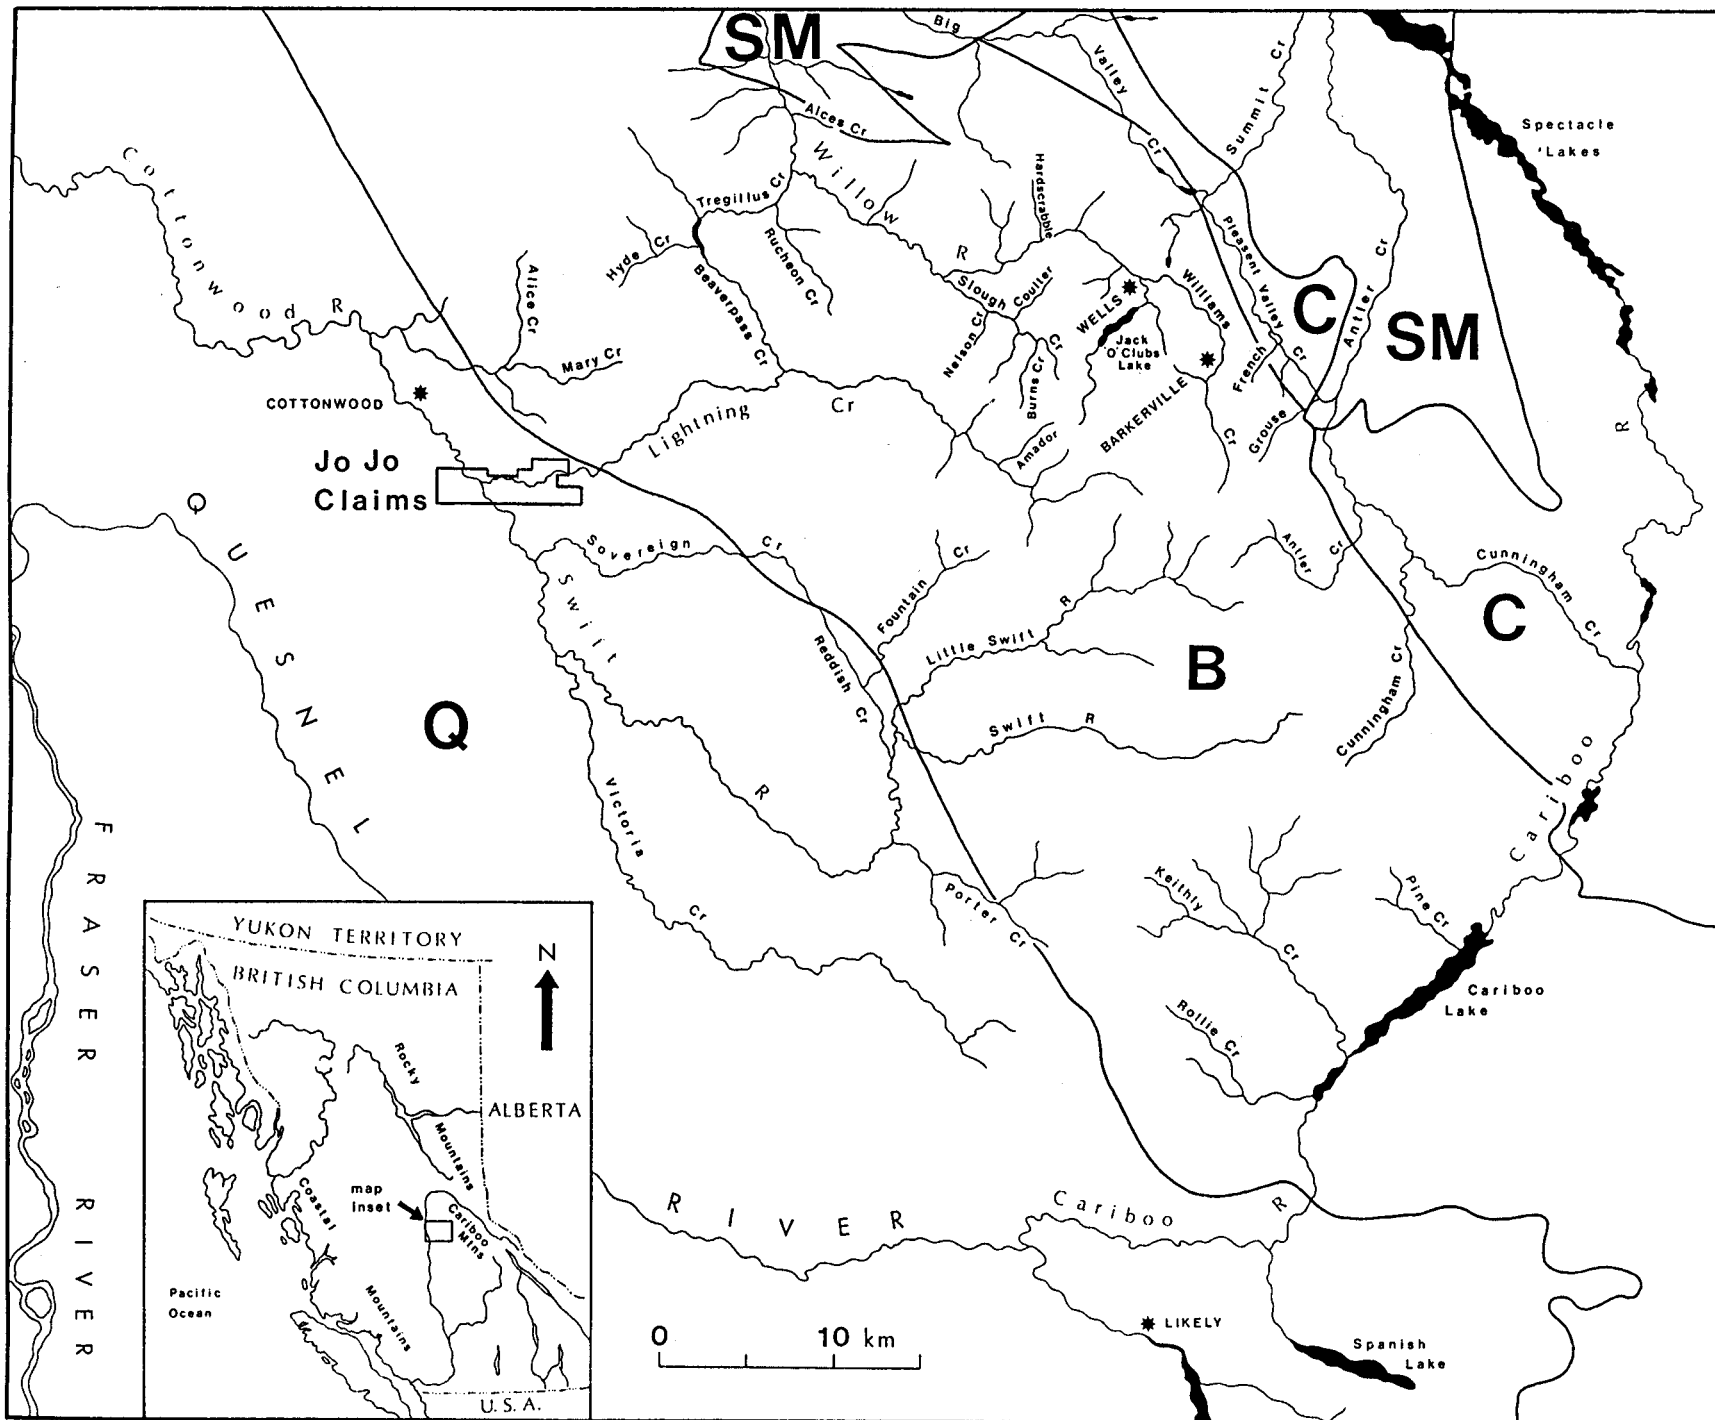 SM
Big
Valley
Cr
Summit Cr
Spectacle
Lakes
Alces Cr
Willow
R
Cottonwood R
Tregillus Cr
Hardscrabble
Hyde Cr
Rucheon Cr
Beaverpass Cr
Alice Cr
Mary Cr
Slough
Coulter
Cr
Nelson Cr
Burns Cr
WELLS
Jack
O'Clubs
Lake
Williams
Cr
BARKERVILLE
Pleasent Valley
Cr
French
Grouse
C
Antler Cr
SM
R
COTTONWOOD
Lightning Cr
Amador
Jo Jo
Claims
QUESNEL
Sovereign Cr
Swift
R
Fountain Cr
Reddish Cr
Little Swift R
Swift R
Antler Cr
Cunningham Cr
Cunningham Cr
C
B
Q
Victoria
Cr
Porter Cr
Keithly
Cr
Pine Cr
Cariboo
Cariboo
Lake
Rollie Cr
FRASER
RIVER
RIVER
Cariboo R
LIKELY
Spanish
Lake
0 10 km
YUKON TERRITORY
BRITISH COLUMBIA
N
ALBERTA
Rocky
Mountains
map
inset
Cariboo
Mtns
Coastal
Mountains
Pacific
Ocean
U.S.A.